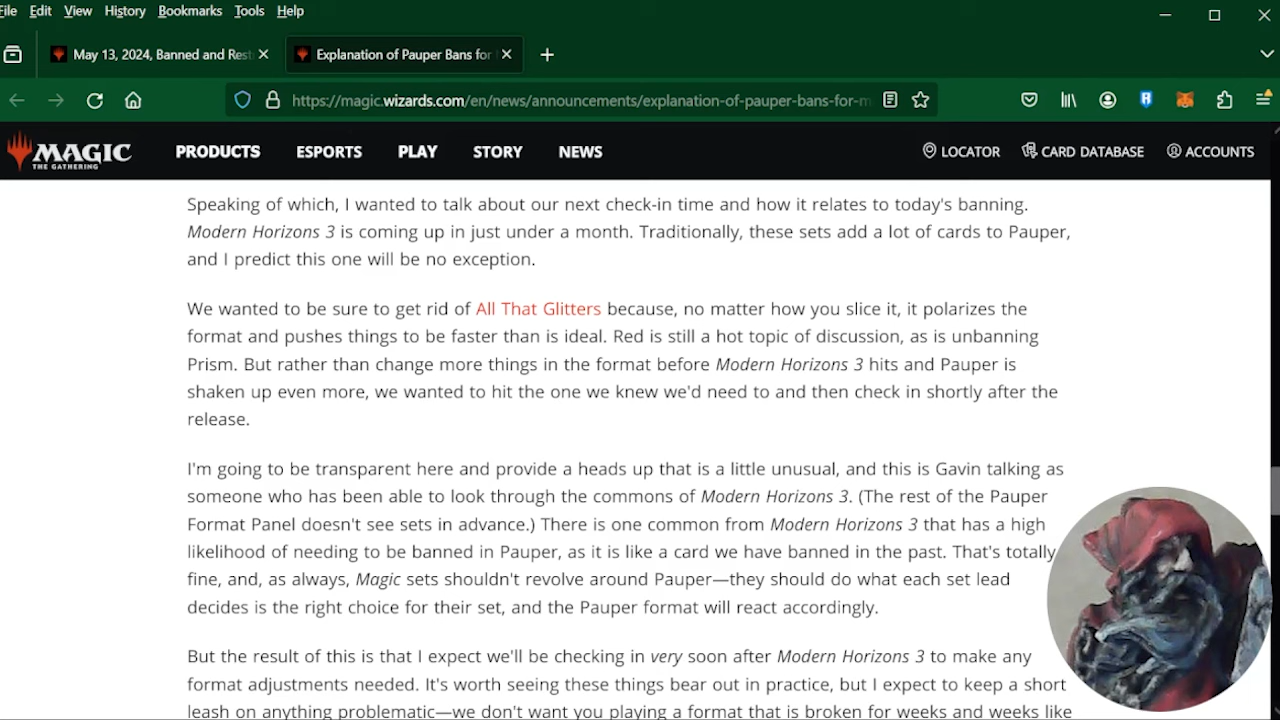 File Edit View History Bookmarks Tools Help
May 13, 2024, Banned and Rest
Explanation of Pauper Bans for
https://magic.wizards.com/en/news/announcements/explanation-of-pauper-bans-for-m
MAGIC THE GATHERING PRODUCTS ESPORTS PLAY STORY NEWS LOCATOR CARD DATABASE ACCOUNTS
Speaking of which, I wanted to talk about our next check-in time and how it relates to today's banning.
Modern Horizons 3 is coming up in just under a month. Traditionally, these sets add a lot of cards to Pauper,
and I predict this one will be no exception.
We wanted to be sure to get rid of All That Glitters because, no matter how you slice it, it polarizes the
format and pushes things to be faster than is ideal. Red is still a hot topic of discussion, as is unbanning
Prism. But rather than change more things in the format before Modern Horizons 3 hits and Pauper is
shaken up even more, we wanted to hit the one we knew we'd need to and then check in shortly after the
release.
I'm going to be transparent here and provide a heads up that is a little unusual, and this is Gavin talking as
someone who has been able to look through the commons of Modern Horizons 3. (The rest of the Pauper
Format Panel doesn't see sets in advance.) There is one common from Modern Horizons 3 that has a high
likelihood of needing to be banned in Pauper, as it is like a card we have banned in the past. That's totally
fine, and, as always, Magic sets shouldn't revolve around Pauper—they should do what each set lead
decides is the right choice for their set, and the Pauper format will react accordingly.
But the result of this is that I expect we'll be checking in very soon after Modern Horizons 3 to make any
format adjustments needed. It's worth seeing these things bear out in practice, but I expect to keep a short
leash on anything problematic—we don't want you playing a format that is broken for weeks and weeks like